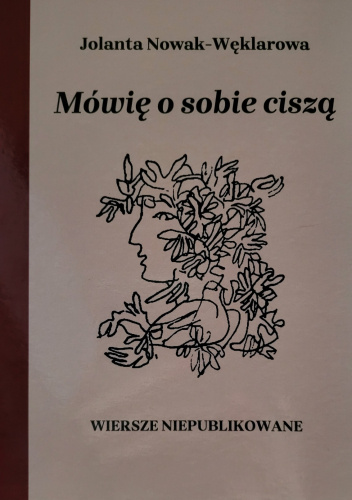 Jolanta Nowak-Węklarowa
Mówię o sobie ciszą
WIERSZE NIEPUBLIKOWANE